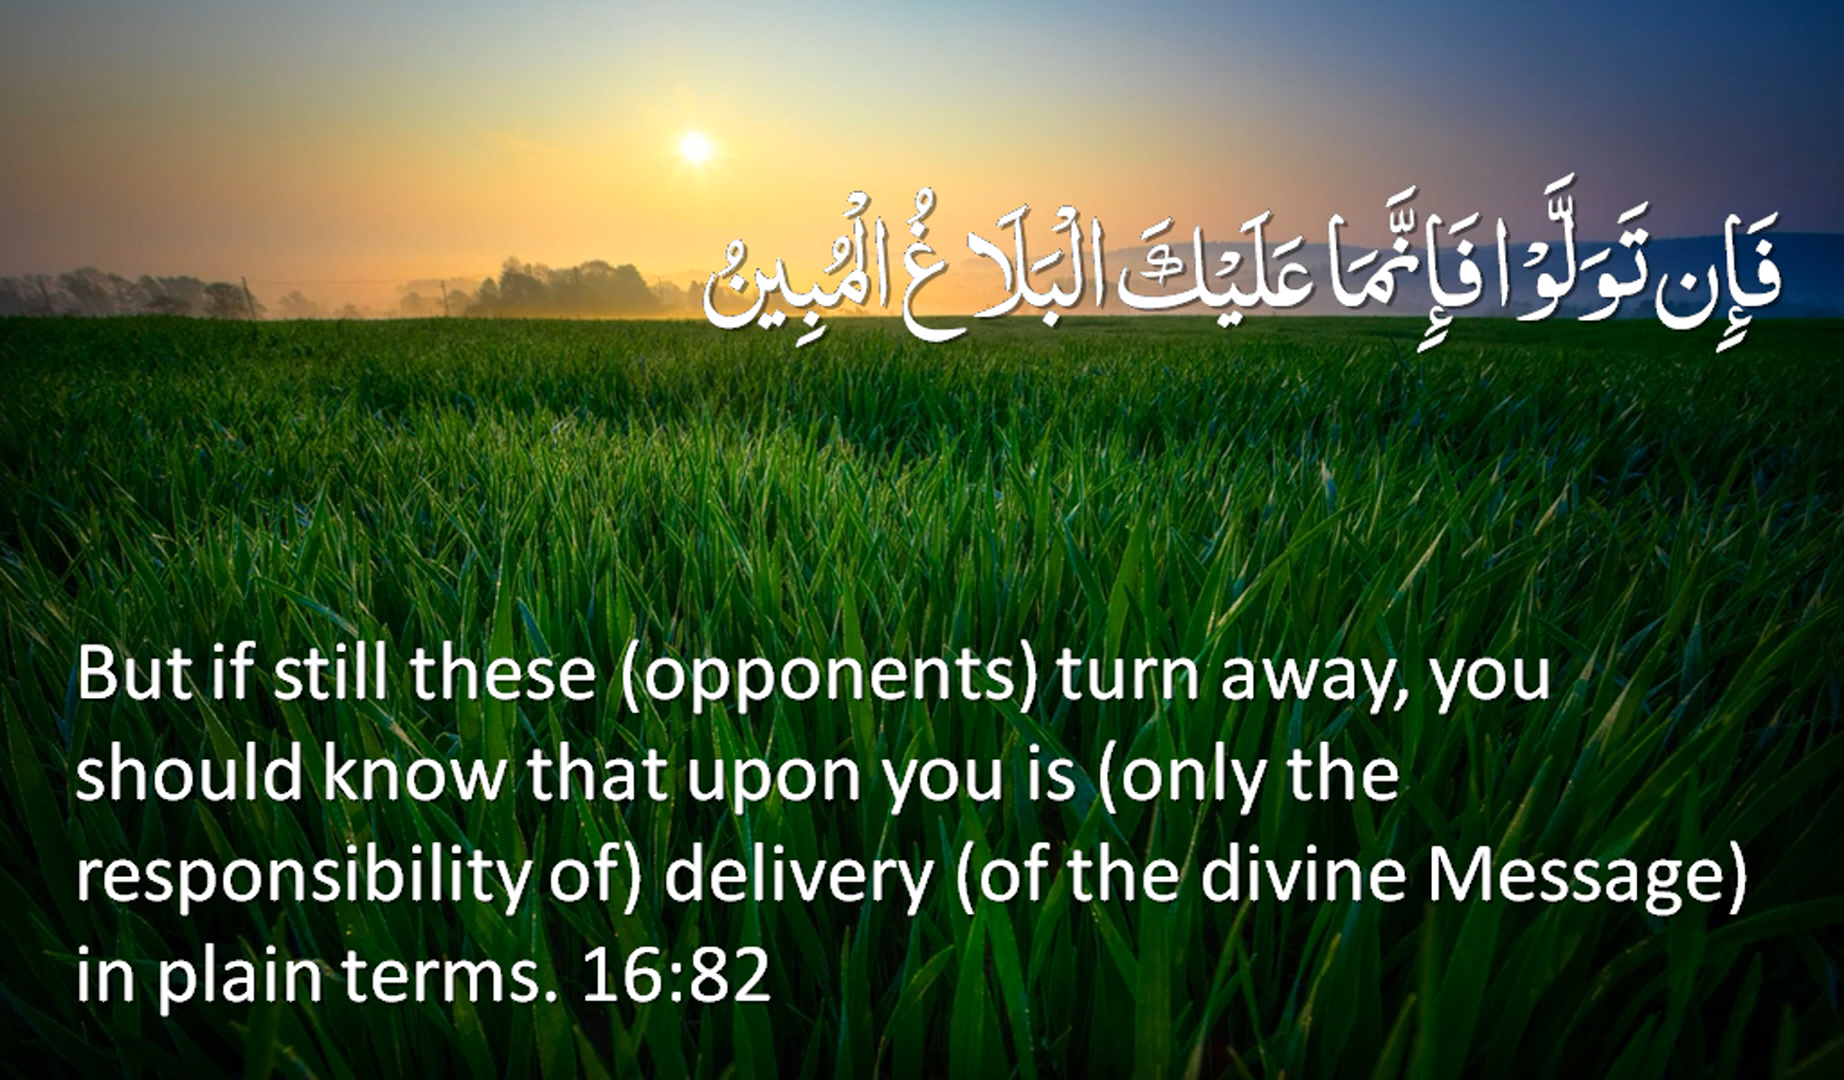 فَإِن تَوَلَّوْا فَإِنَّمَا عَلَيْكَ الْبَلَاغُ الْمُبِينُ
But if still these (opponents) turn away, you
should know that upon you is (only the
responsibility of) delivery (of the divine Message)
in plain terms. 16:82